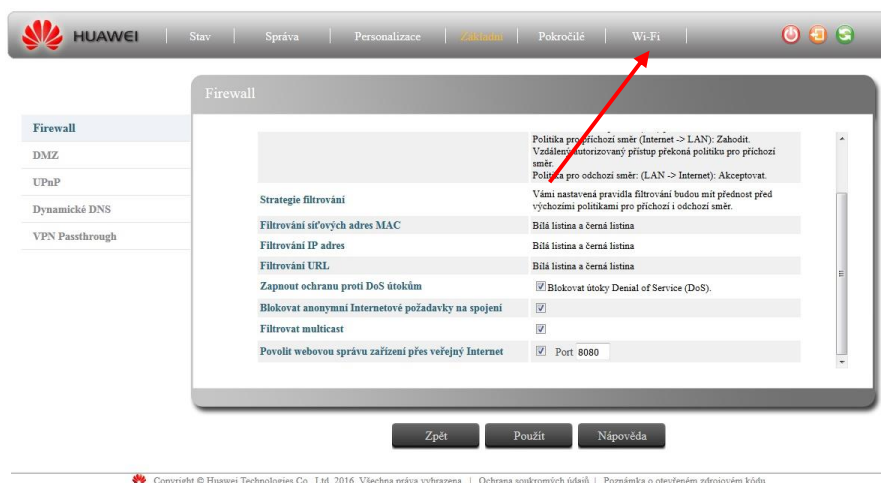 HUAWEI | Stav | Správa | Personalizace | Základní | Pokročilé | Wi-Fi |
Firewall
Firewall
DMZ
UPnP
Dynamické DNS
VPN Passthrough
Politika pro příchozí směr (Internet -> LAN): Zahodit.
Vzdálený autorizovaný přístup překoná politiku pro příchozí
směr.
Politika pro odchozí směr: (LAN -> Internet): Akceptovat.
Strategie filtrování
Vámi nastavená pravidla filtrování budou mít přednost před
výchozími politikami pro příchozí i odchozí směr.
Filtrování síťových adres MAC Bílá listina a černá listina
Filtrování IP adres Bílá listina a černá listina
Filtrování URL Bílá listina a černá listina
Zapnout ochranu proti DoS útokům Blokovat útoky Denial of Service (DoS).
Blokovat anonymní Internetové požadavky na spojení
Filtrovat multicast
Povolit webovou správu zařízení přes veřejný Internet Port 8080
Zpět Použít Nápověda
Copyright © Huawei Technologies Co., Ltd. 2016. Všechna práva vyhrazena. | Ochrana soukromých údajů | Poznámka o otevřeném zdrojovém kódu